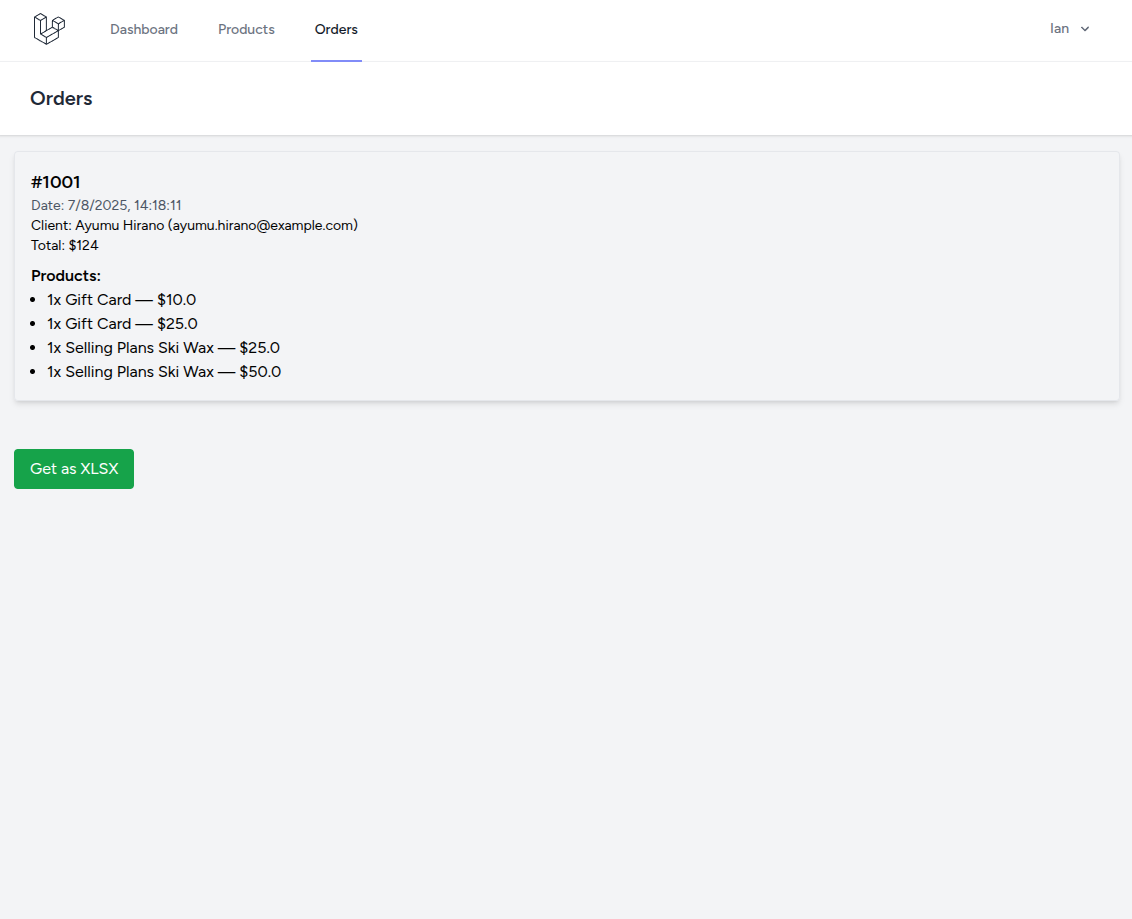 Dashboard
Products
Orders
Ian
Orders
#1001
Date: 7/8/2025, 14:18:11
Client: Ayumu Hirano (ayumu.hirano@example.com)
Total: $124
Products:
1x Gift Card — $10.0
1x Gift Card — $25.0
1x Selling Plans Ski Wax — $25.0
1x Selling Plans Ski Wax — $50.0
Get as XLSX